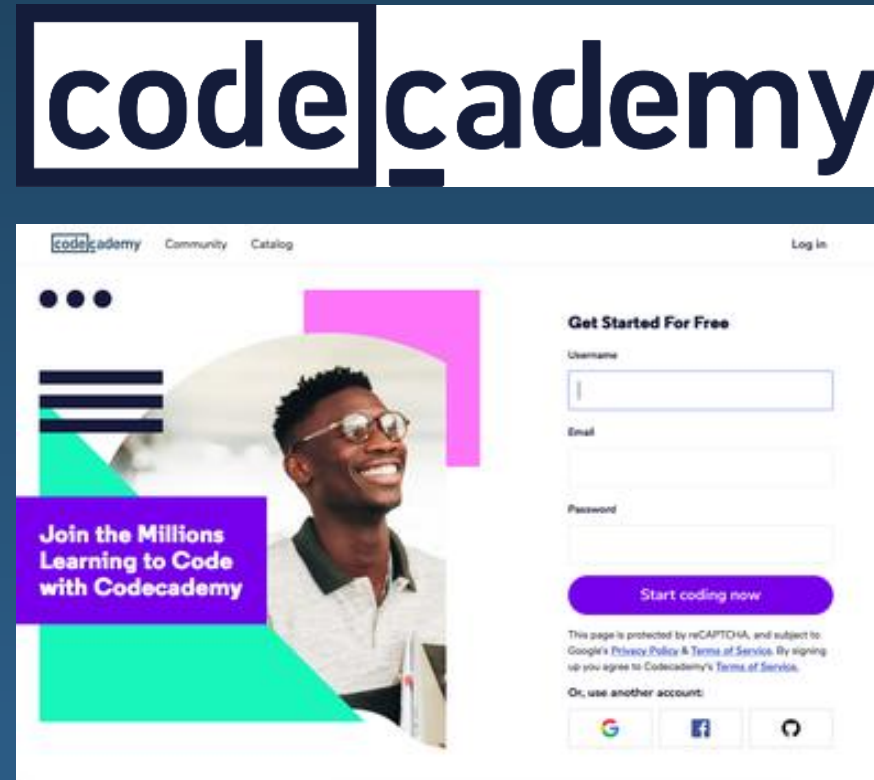 codecademy
codecademy Community Catalog Log in
Get Started For Free
Username
Email
Password
Join the Millions
Learning to Code
with Codecademy
Start coding now
This page is protected by reCAPTCHA, and subject to
Google's Privacy Policy & Terms of Service. By signing
up you agree to Codecademy's Terms of Service.
Or, use another account: